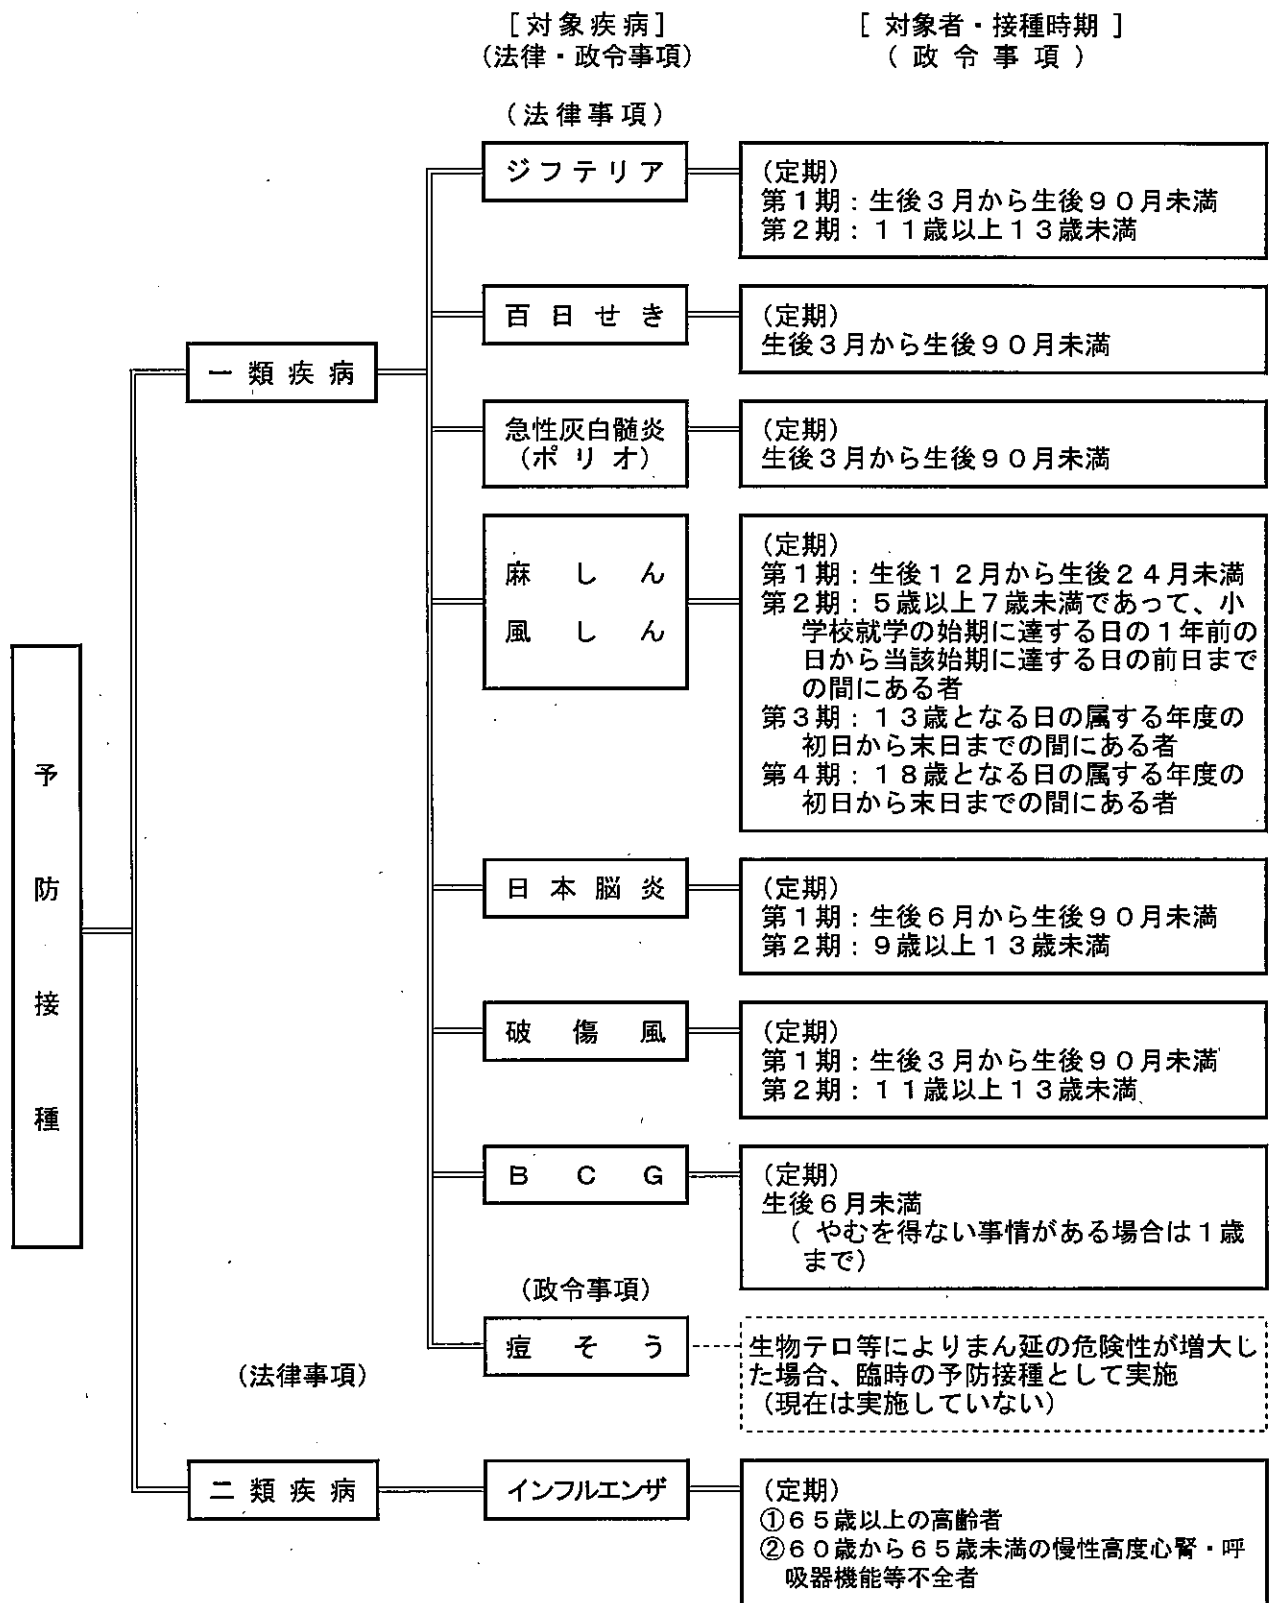 [対象疾病]
(法律・政令事項)
[ 対象者・接種時期 ]
( 政 令 事 項 )
(法律事項)
予防接種
一類疾病
ジフテリア
(定期)
第1期：生後3月から生後90月未満
第2期：11歳以上13歳未満
百日せき
(定期)
生後3月から生後90月未満
急性灰白髄炎
(ポリオ)
(定期)
生後3月から生後90月未満
麻しん
風しん
(定期)
第1期：生後12月から生後24月未満
第2期：5歳以上7歳未満であって、小
学校就学の始期に達する日の1年前の
日から当該始期に達する日の前日まで
の間にある者
第3期：13歳となる日の属する年度の
初日から末日までの間にある者
第4期：18歳となる日の属する年度の
初日から末日までの間にある者
日本脳炎
(定期)
第1期：生後6月から生後90月未満
第2期：9歳以上13歳未満
破傷風
(定期)
第1期：生後3月から生後90月未満
第2期：11歳以上13歳未満
BCG
(定期)
生後6月未満
( やむを得ない事情がある場合は1歳
まで)
(政令事項)
痘そう
生物テロ等によりまん延の危険性が増大し
た場合、臨時の予防接種として実施
(現在は実施していない)
(法律事項)
二類疾病
インフルエンザ
(定期)
①65歳以上の高齢者
②60歳から65歳未満の慢性高度心腎・呼
吸器機能等不全者